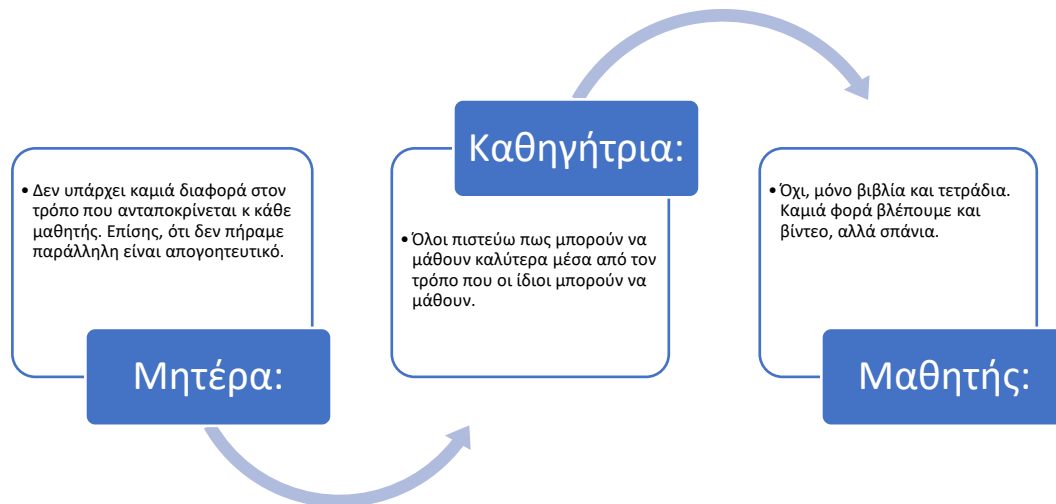 • Δεν υπάρχει καμιά διαφορά στον
τρόπο που ανταποκρίνεται κ κάθε
μαθητής. Επίσης, ότι δεν πήραμε
παράλληλη είναι απογοητευτικό.
Μητέρα:
Καθηγήτρια:
• Όλοι πιστεύω πως μπορούν να
μάθουν καλύτερα μέσα από τον
τρόπο που οι ίδιοι μπορούν να
μάθουν.
• Όχι, μόνο βιβλία και τετράδια.
Καμιά φορά βλέπουμε και
βίντεο, αλλά σπάνια.
Μαθητής: